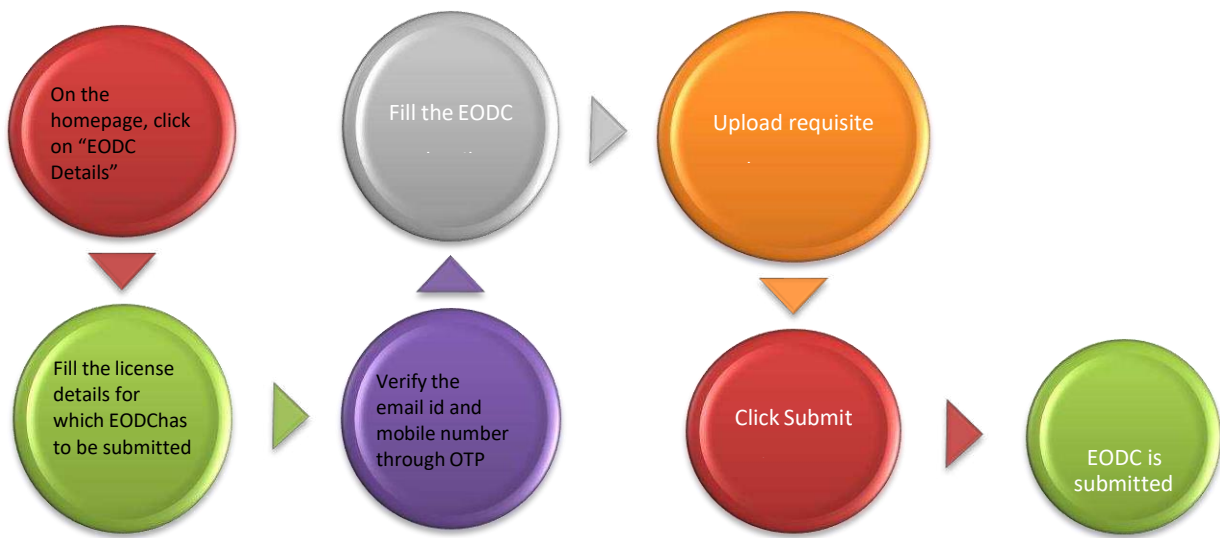 On the
homepage, click
on “EODC
Details”
Fill the license
details for
which EODChas
to be submitted
Verify the
email id and
mobile number
through OTP
Fill the EODC
Upload requisite
Click Submit
EODC is
submitted